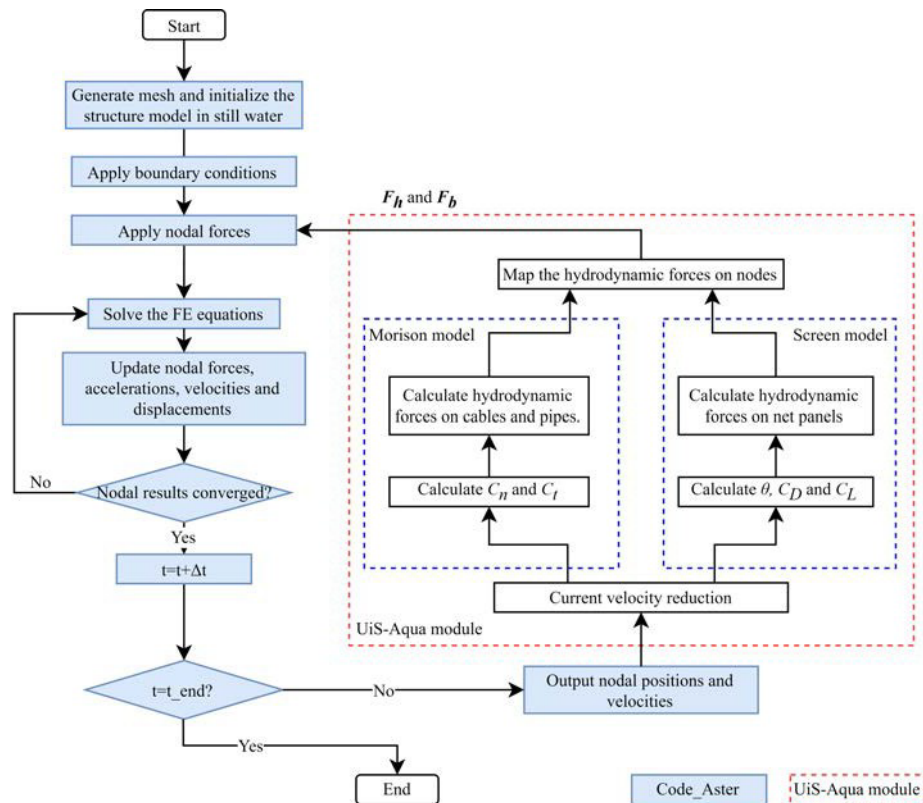 Start
Generate mesh and initialize the
structure model in still water
Apply boundary conditions
Apply nodal forces
Solve the FE equations
Update nodal forces,
accelerations, velocities and
displacements
No
Nodal results converged?
Yes
t=t+Δt
t=t_end?
No
Yes
End
Output nodal positions and
velocities
F_h and F_b
Map the hydrodynamic forces on nodes
Morison model
Calculate hydrodynamic
forces on cables and pipes.
Calculate C_n and C_t
Screen model
Calculate hydrodynamic
forces on net panels
Calculate θ, C_D and C_L
Current velocity reduction
UiS-Aqua module
Code_Aster
UiS-Aqua module